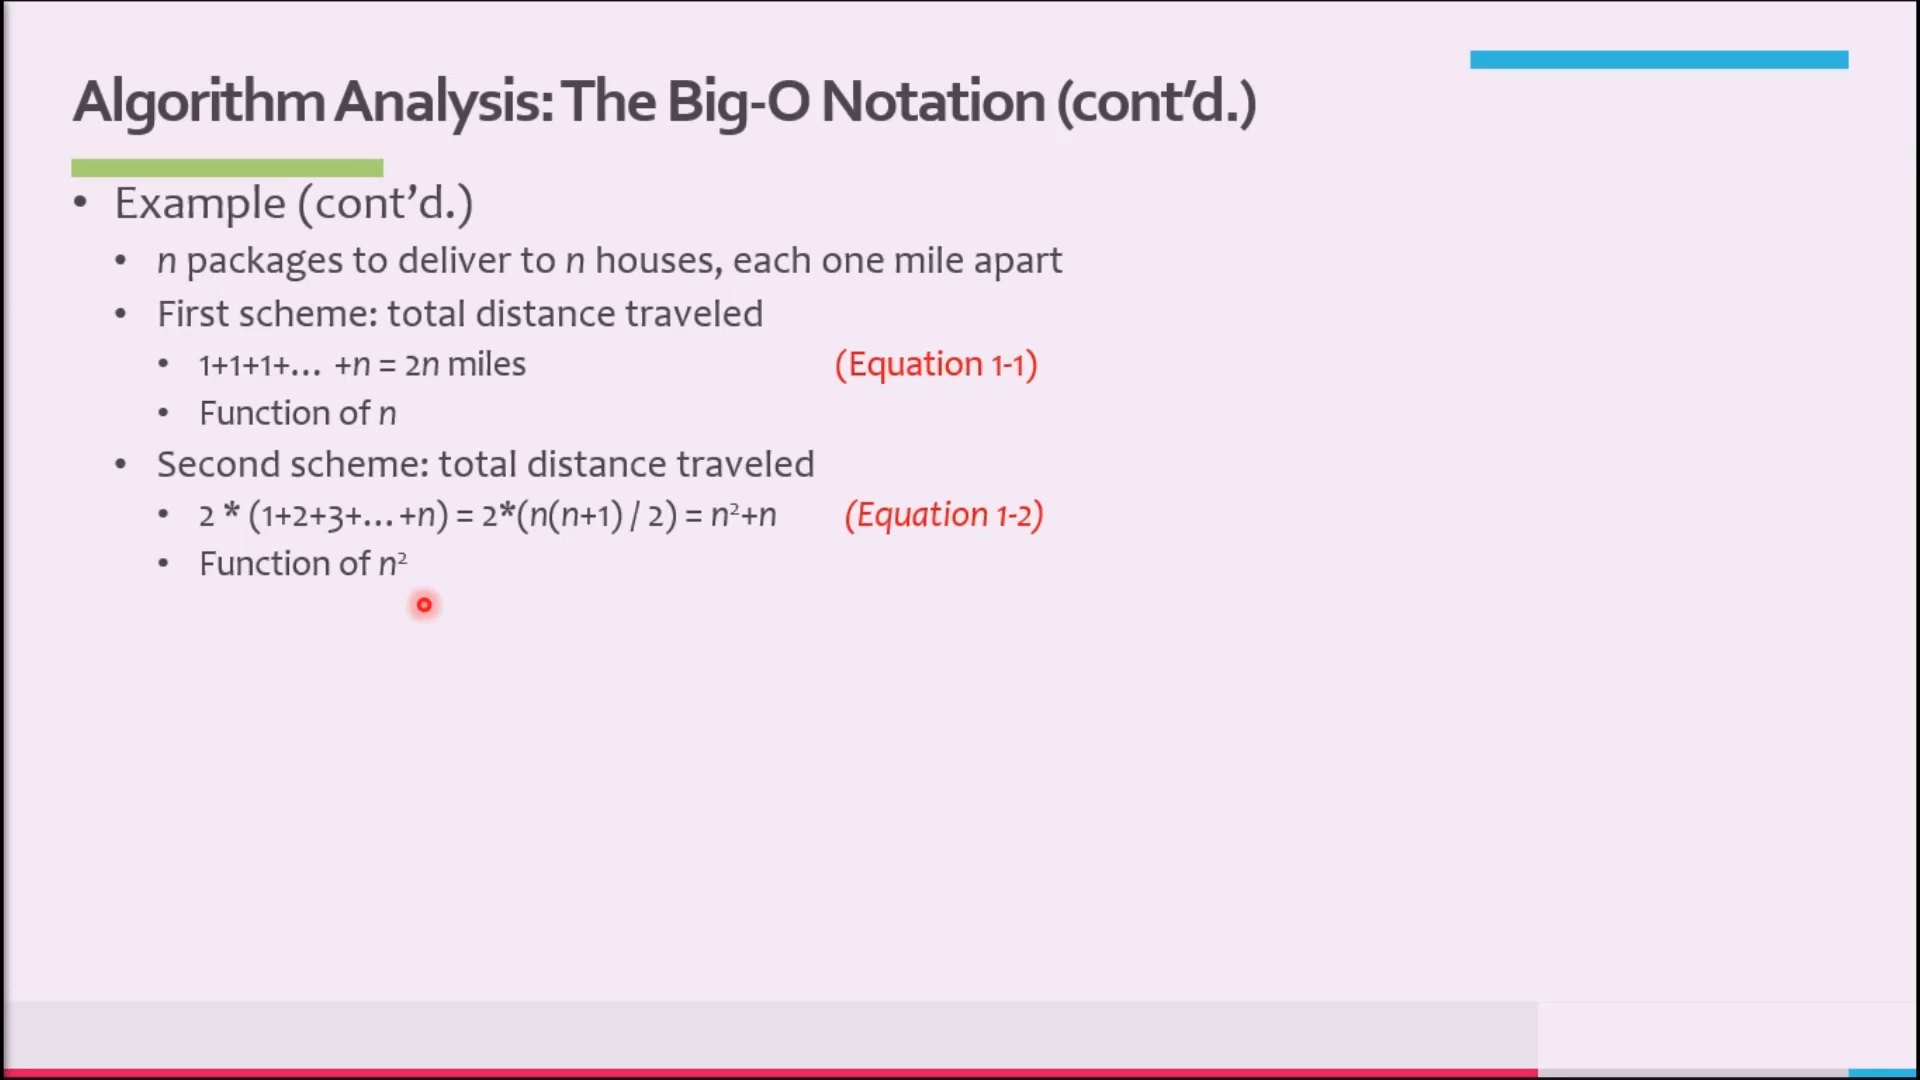 Algorithm Analysis: The Big-O Notation (cont'd.)
• Example (cont'd.)
• n packages to deliver to n houses, each one mile apart
• First scheme: total distance traveled
• 1+1+1+… +n = 2n miles (Equation 1-1)
• Function of n
• Second scheme: total distance traveled
• 2 * (1+2+3+…+n) = 2*(n(n+1) / 2) = n²+n (Equation 1-2)
• Function of n²